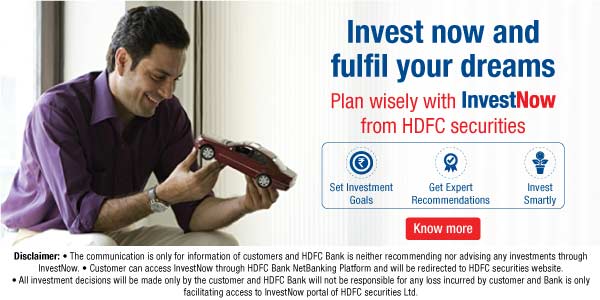 Invest now and
fulfil your dreams
Plan wisely with InvestNow
from HDFC securities
Set Investment
Goals
Get Expert
Recommendations
Invest
Smartly
Know more
Disclaimer: • The communication is only for information of customers and HDFC Bank is neither recommending nor advising any investments through
InvestNow. • Customer can access InvestNow through HDFC Bank NetBanking Platform and will be redirected to HDFC securities website.
• All investment decisions will be made only by the customer and HDFC Bank will not be responsible for any loss incurred by customer and Bank is only
facilitating access to InvestNow portal of HDFC securities Ltd.